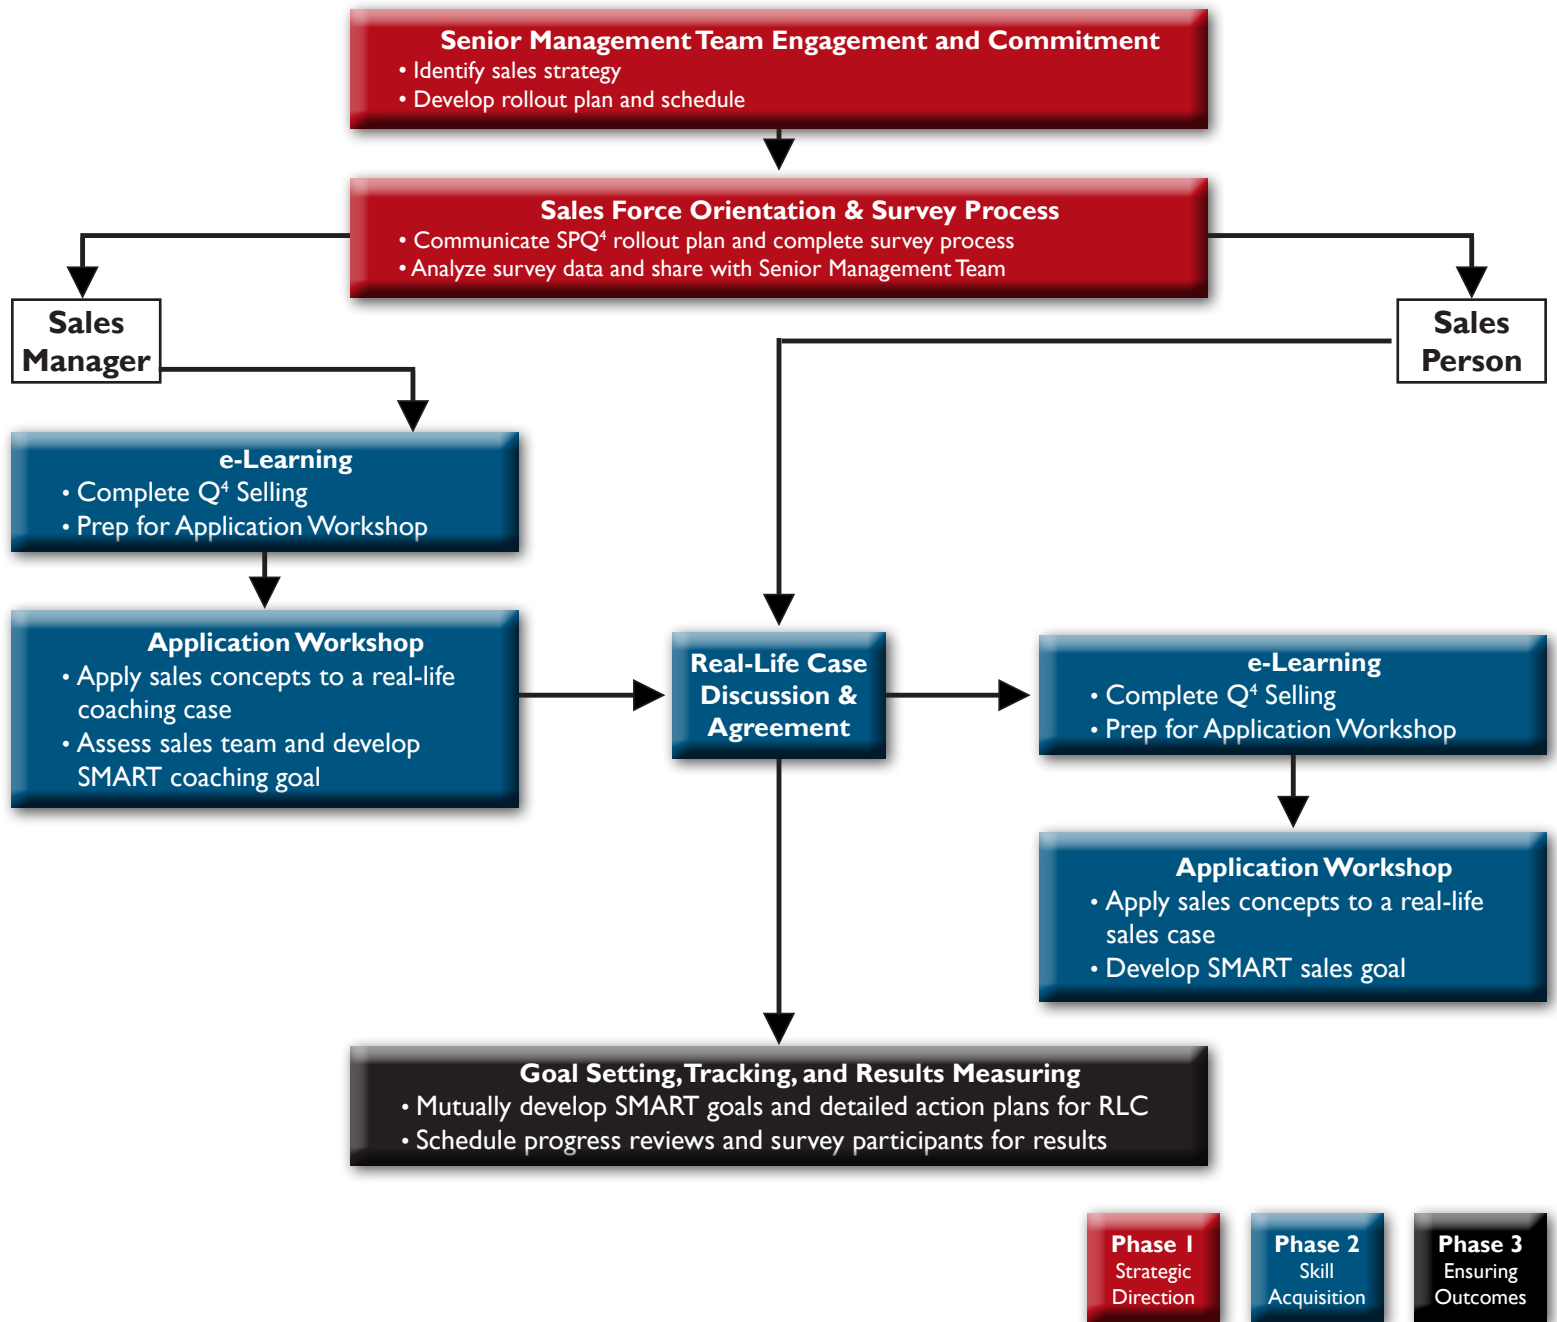 Senior Management Team Engagement and Commitment
• Identify sales strategy
• Develop rollout plan and schedule
Sales Force Orientation & Survey Process
• Communicate SPQ⁴ rollout plan and complete survey process
• Analyze survey data and share with Senior Management Team
Sales
Manager
Sales
Person
e-Learning
• Complete Q⁴ Selling
• Prep for Application Workshop
Application Workshop
• Apply sales concepts to a real-life
coaching case
• Assess sales team and develop
SMART coaching goal
Real-Life Case
Discussion &
Agreement
e-Learning
• Complete Q⁴ Selling
• Prep for Application Workshop
Application Workshop
• Apply sales concepts to a real-life
sales case
• Develop SMART sales goal
Goal Setting, Tracking, and Results Measuring
• Mutually develop SMART goals and detailed action plans for RLC
• Schedule progress reviews and survey participants for results
Phase 1
Strategic
Direction
Phase 2
Skill
Acquisition
Phase 3
Ensuring
Outcomes